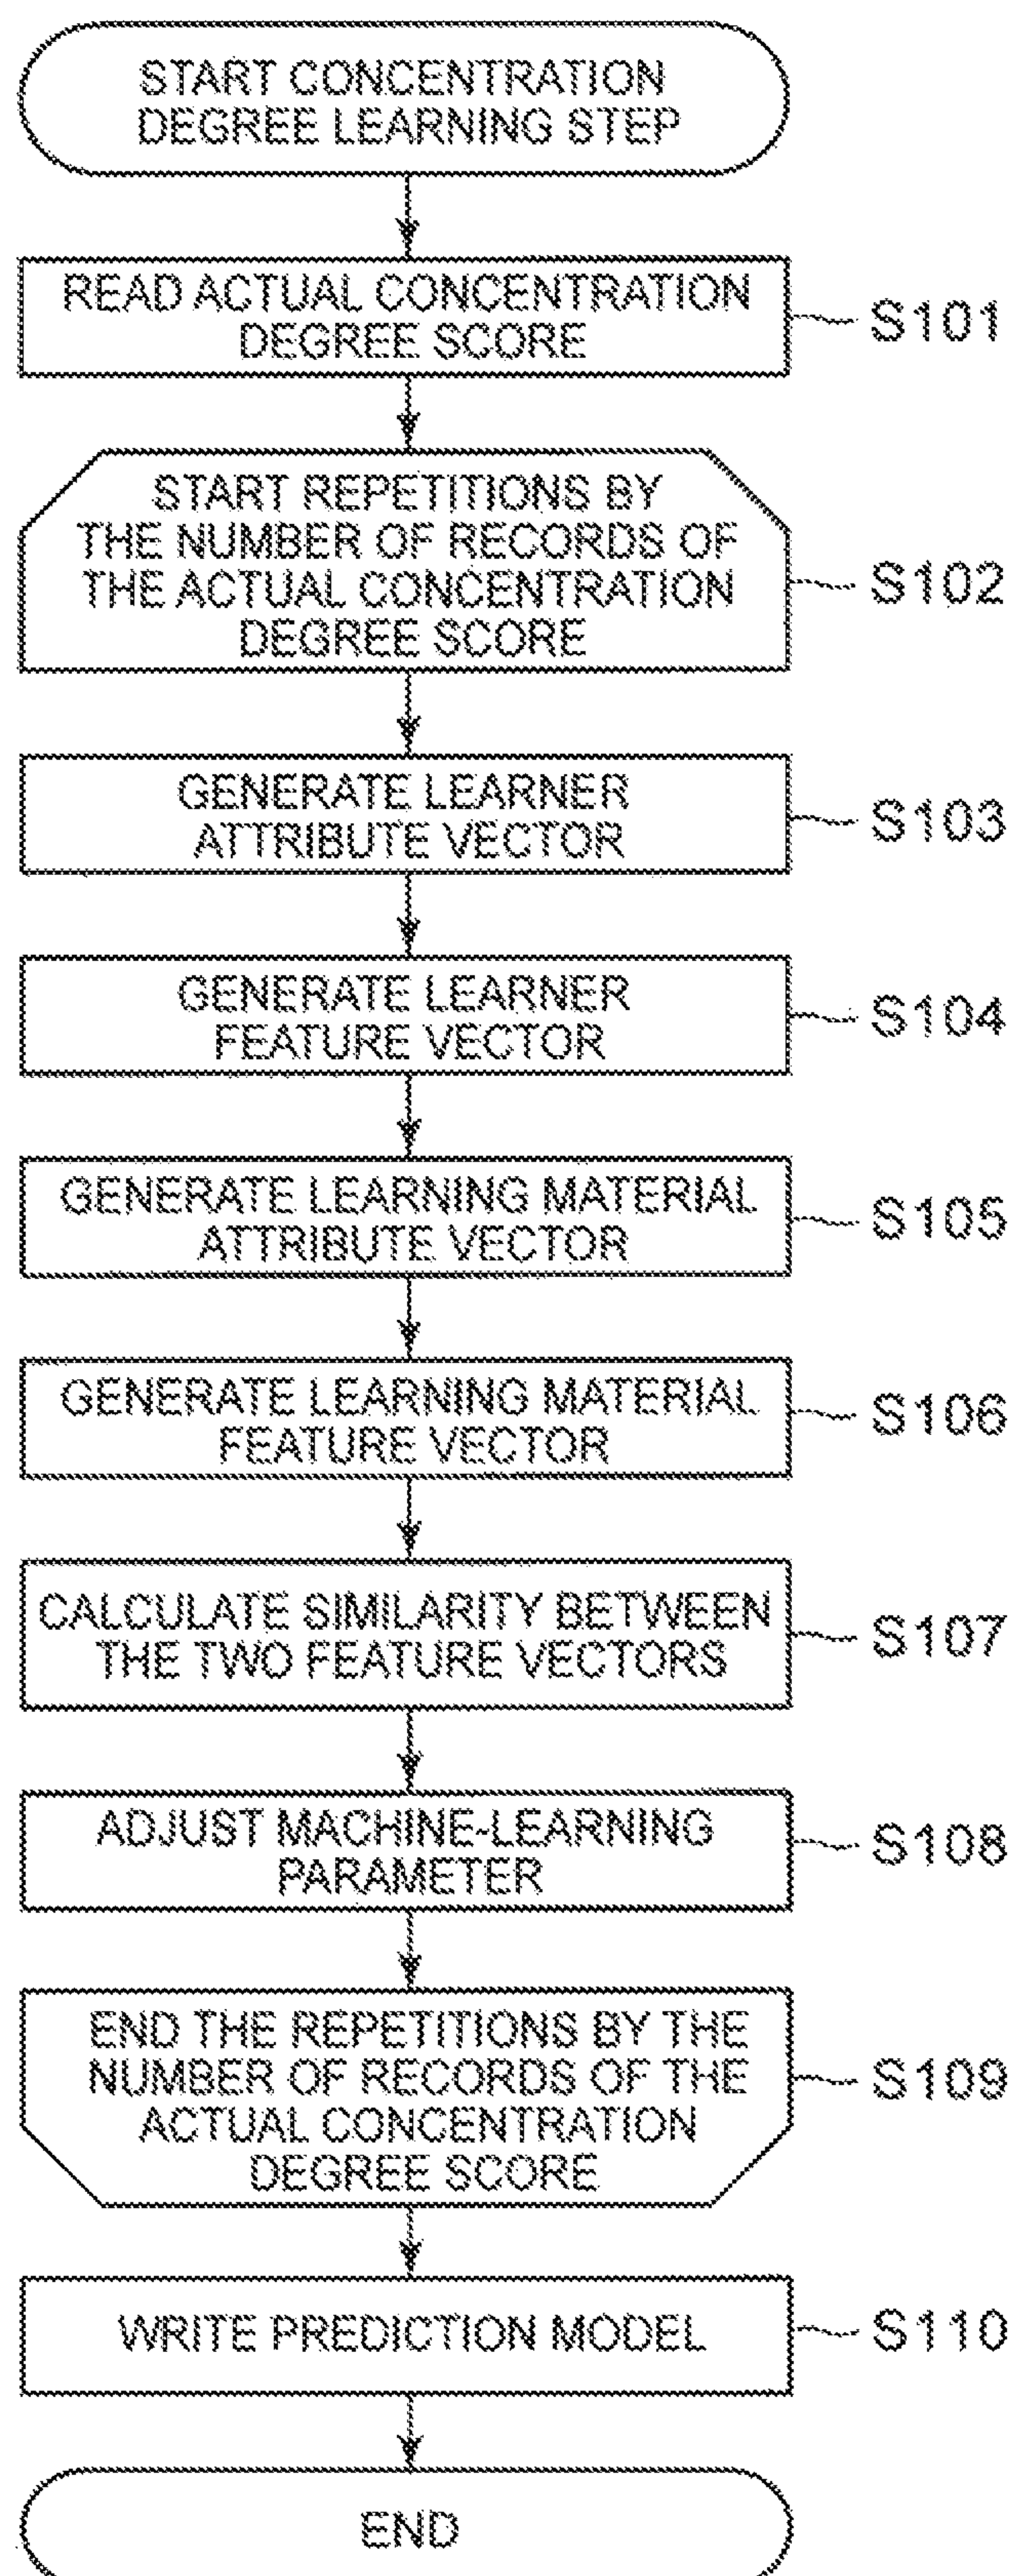 START CONCENTRATION
DEGREE LEARNING STEP
READ ACTUAL CONCENTRATION
DEGREE SCORE
S101
START REPETITIONS BY
THE NUMBER OF RECORDS OF
THE ACTUAL CONCENTRATION
DEGREE SCORE
S102
GENERATE LEARNER
ATTRIBUTE VECTOR
S103
GENERATE LEARNER
FEATURE VECTOR
S104
GENERATE LEARNING MATERIAL
ATTRIBUTE VECTOR
S105
GENERATE LEARNING MATERIAL
FEATURE VECTOR
S106
CALCULATE SIMILARITY BETWEEN
THE TWO FEATURE VECTORS
S107
ADJUST MACHINE-LEARNING
PARAMETER
S108
END THE REPETITIONS BY THE
NUMBER OF RECORDS OF THE
ACTUAL CONCENTRATION
DEGREE SCORE
S109
WRITE PREDICTION MODEL
S110
END